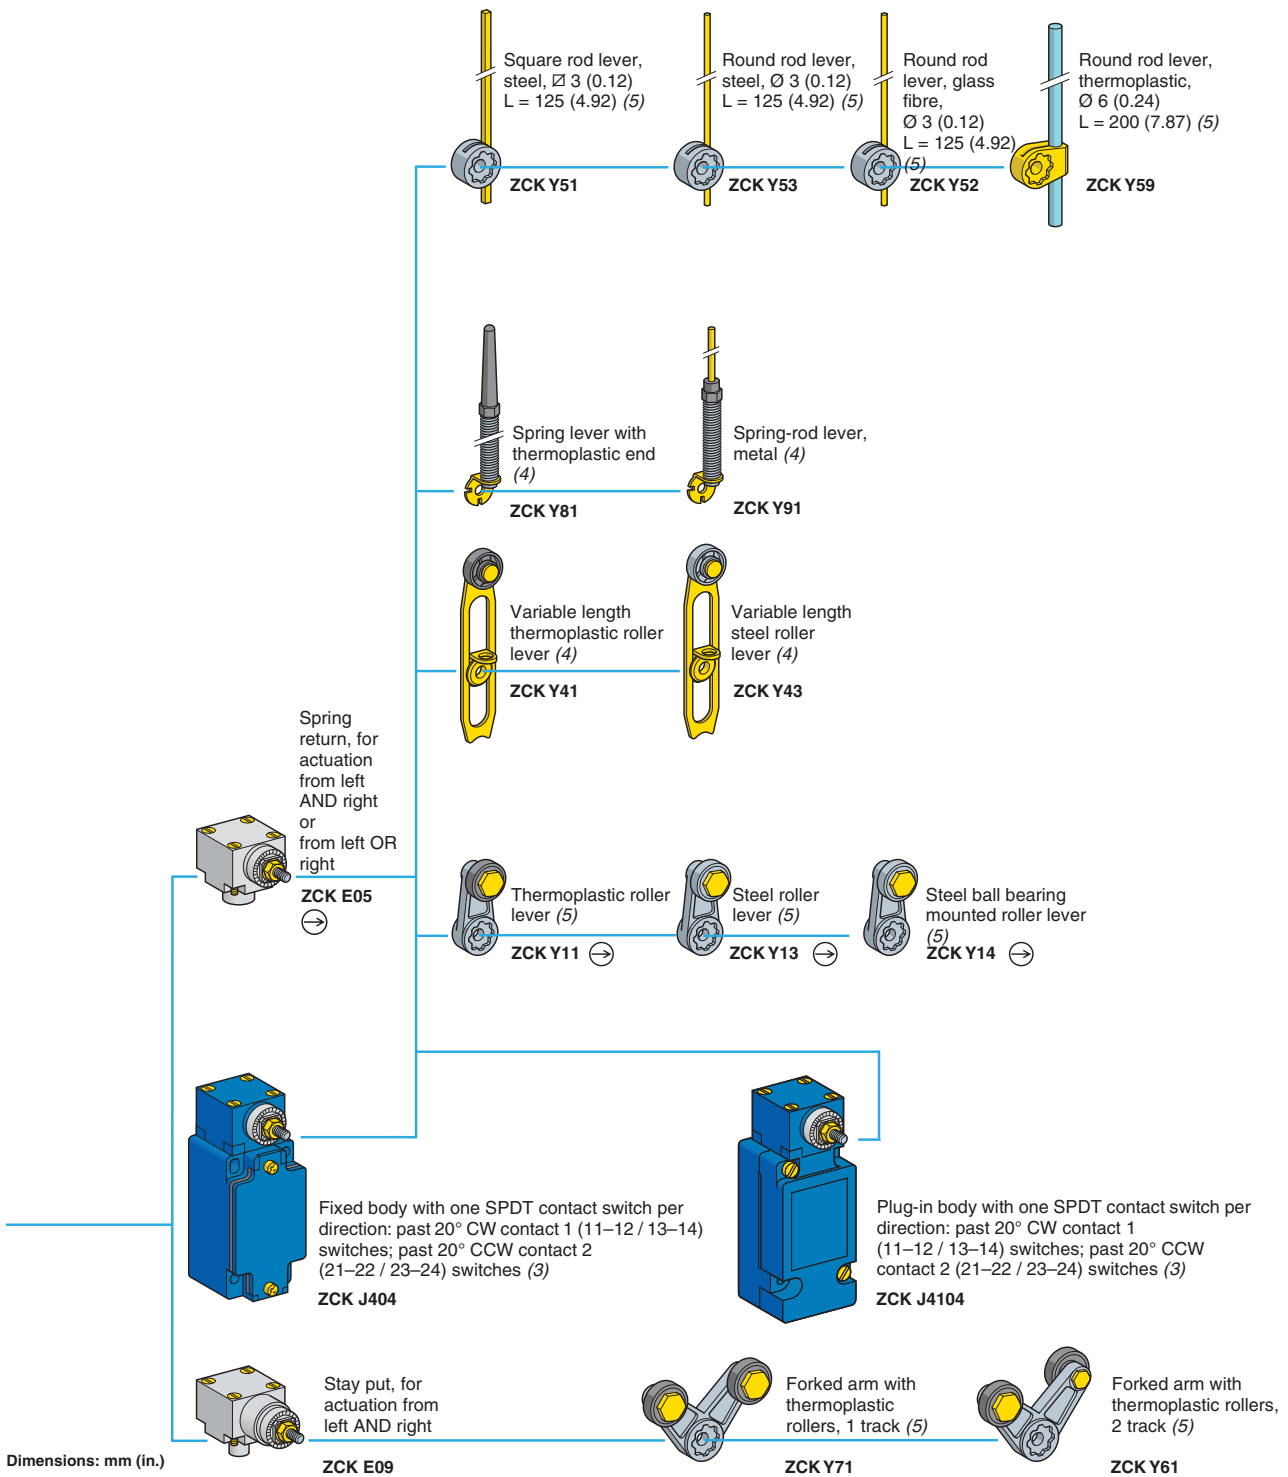 Square rod lever,
steel, ⌀ 3 (0.12)
L = 125 (4.92) (5)
ZCK Y51
Round rod lever,
steel, Ø 3 (0.12)
L = 125 (4.92) (5)
ZCK Y53
Round rod
lever, glass
fibre,
Ø 3 (0.12)
L = 125 (4.92)
(5)
ZCK Y52
Round rod lever,
thermoplastic,
Ø 6 (0.24)
L = 200 (7.87) (5)
ZCK Y59
Spring lever with
thermoplastic end
(4)
ZCK Y81
Spring-rod lever,
metal (4)
ZCK Y91
Variable length
thermoplastic roller
lever (4)
ZCK Y41
Variable length
steel roller
lever (4)
ZCK Y43
Spring
return, for
actuation
from left
AND right
or
from left OR
right
ZCK E05
Thermoplastic roller
lever (5)
ZCK Y11
Steel roller
lever (5)
ZCK Y13
Steel ball bearing
mounted roller lever
(5)
ZCK Y14
Fixed body with one SPDT contact switch per
direction: past 20° CW contact 1 (11–12 / 13–14)
switches; past 20° CCW contact 2
(21–22 / 23–24) switches (3)
ZCK J404
Plug-in body with one SPDT contact switch per
direction: past 20° CW contact 1
(11–12 / 13–14) switches; past 20° CCW
contact 2 (21–22 / 23–24) switches (3)
ZCK J4104
Stay put, for
actuation from
left AND right
ZCK E09
Forked arm with
thermoplastic
rollers, 1 track (5)
ZCK Y71
Forked arm with
thermoplastic rollers,
2 track (5)
ZCK Y61
Dimensions: mm (in.)